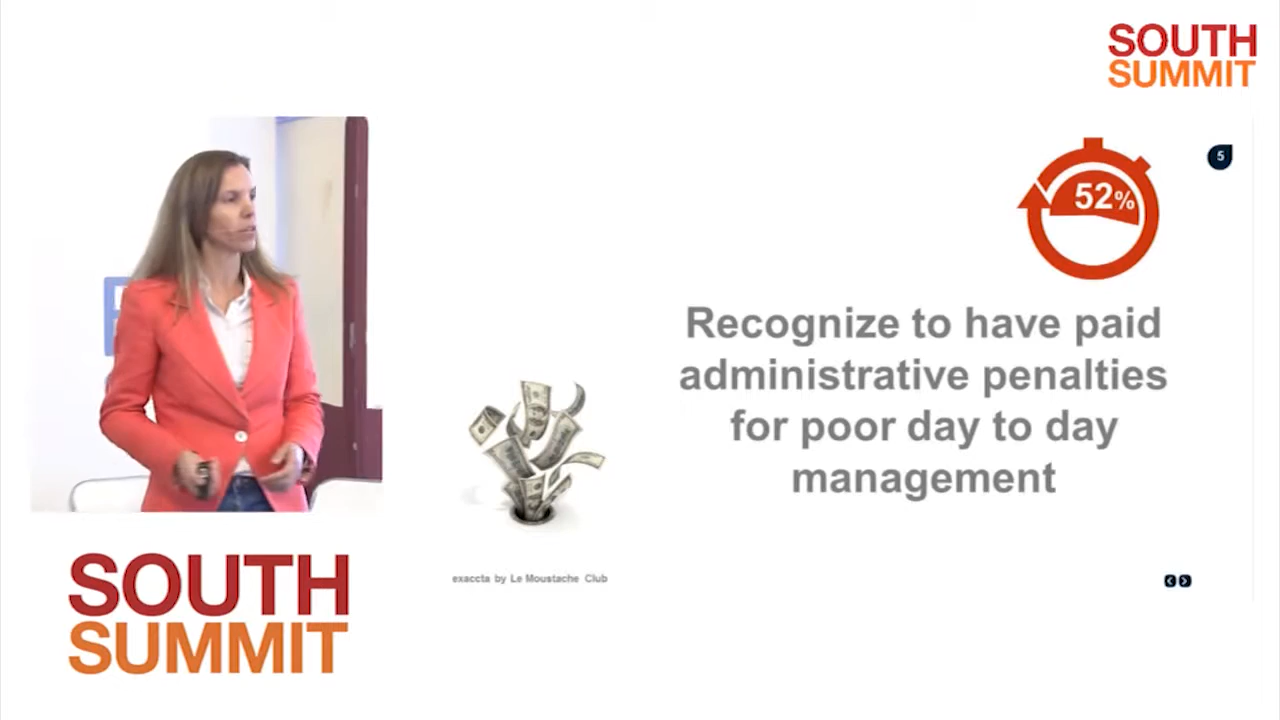 SOUTH
SUMMIT
5
52%
Recognize to have paid
administrative penalties
for poor day to day
management
exaccta by Le Moustache Club
SOUTH
SUMMIT